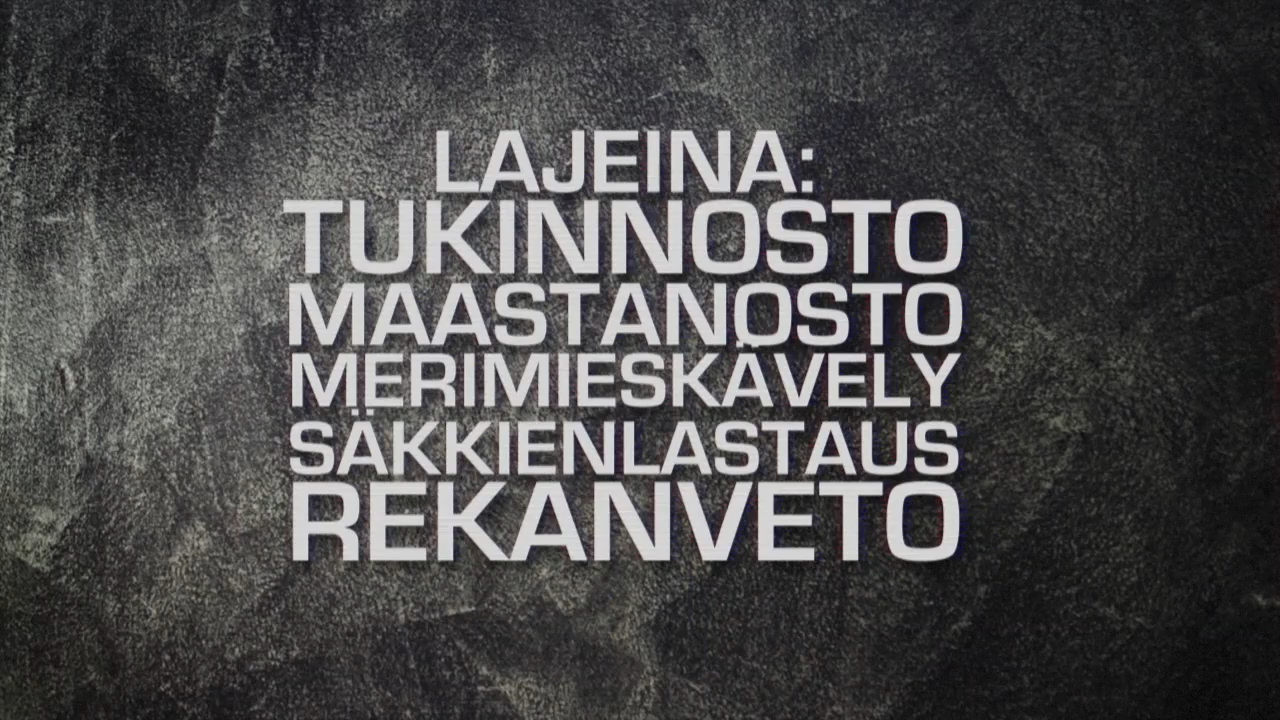 LAJEINA:
TUKINNOSTO
MAASTANOSTO
MERIMIESKÄVELY
SÄKKIENLASTAUS
REKANVETO